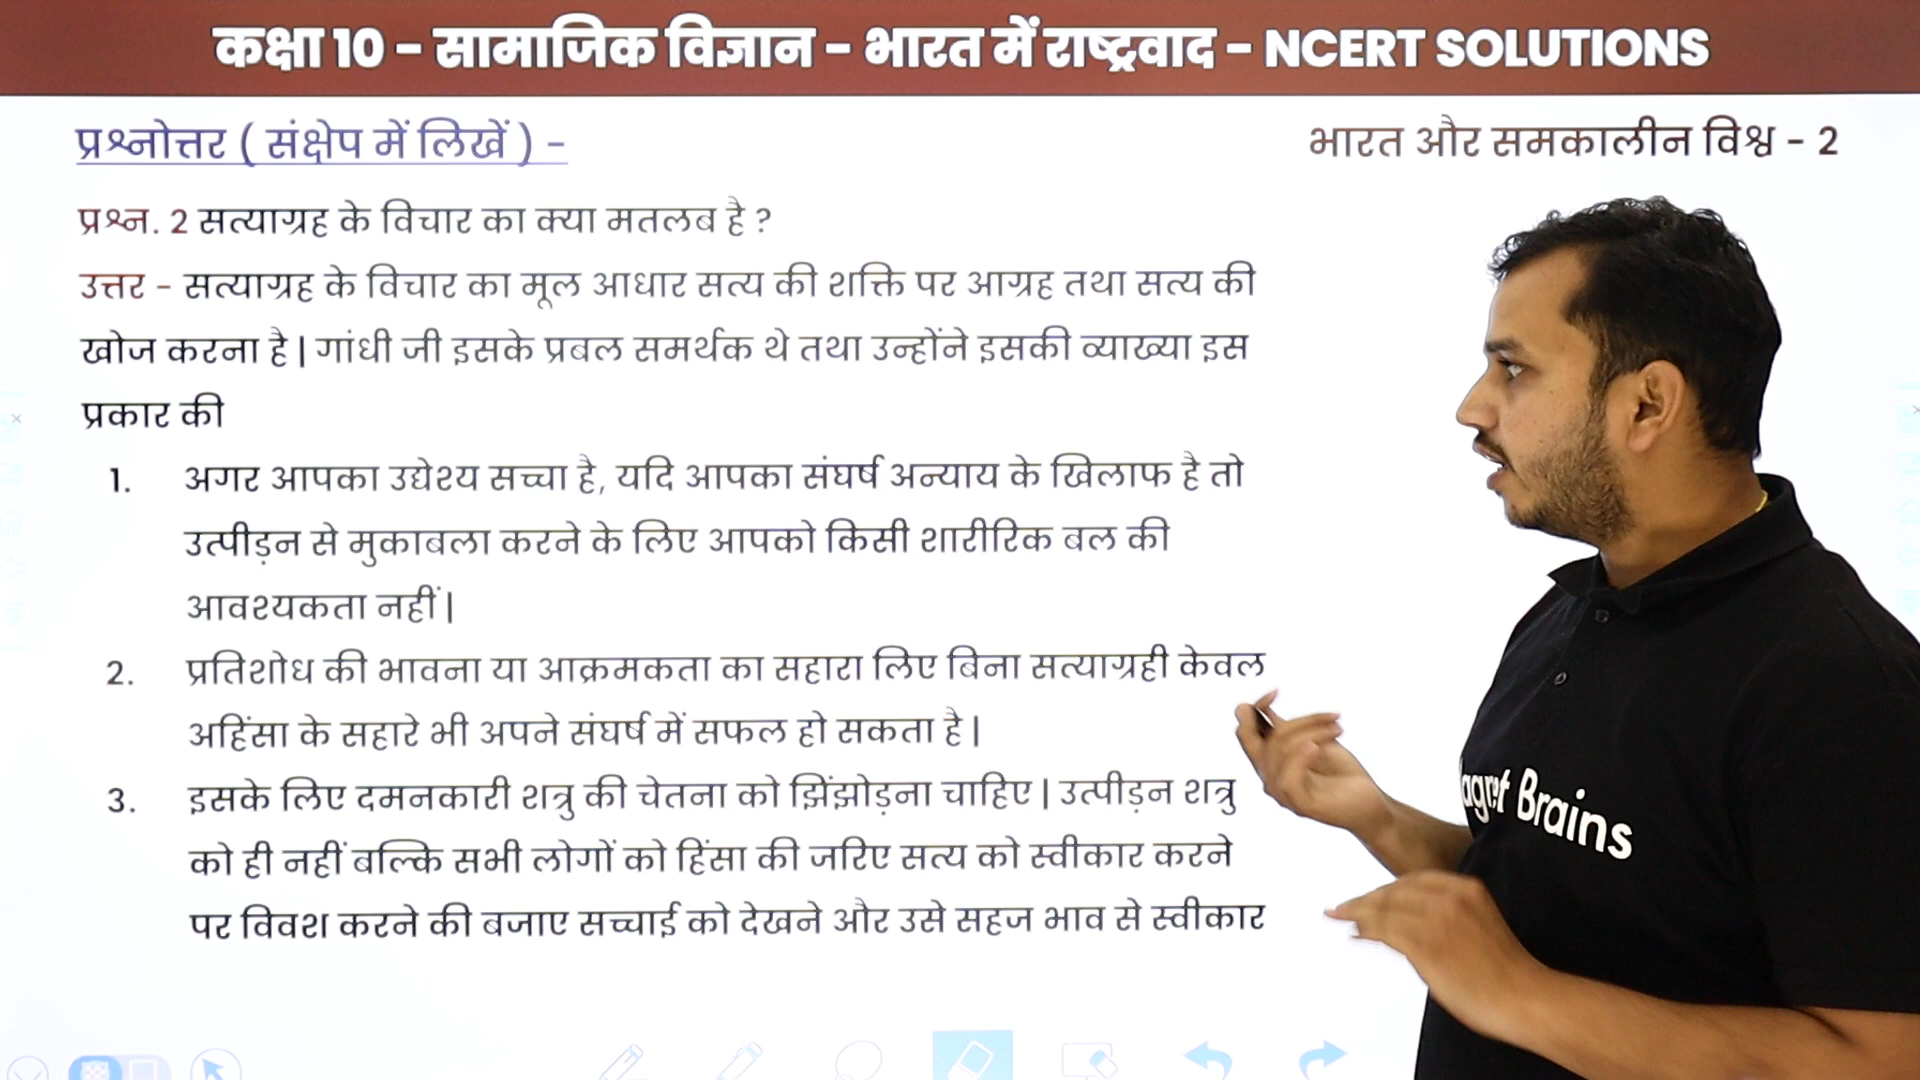 कक्षा 10 - सामाजिक विज्ञान - भारत में राष्ट्रवाद - NCERT SOLUTIONS
प्रश्नोत्तर ( संक्षेप में लिखें ) -
भारत और समकालीन विश्व - 2
प्रश्न. 2 सत्याग्रह के विचार का क्या मतलब है ?
उत्तर - सत्याग्रह के विचार का मूल आधार सत्य की शक्ति पर आग्रह तथा सत्य की
खोज करना है | गांधी जी इसके प्रबल समर्थक थे तथा उन्होंने इसकी व्याख्या इस
प्रकार की
1. अगर आपका उद्येश्य सच्चा है, यदि आपका संघर्ष अन्याय के खिलाफ है तो
उत्पीड़न से मुकाबला करने के लिए आपको किसी शारीरिक बल की
आवश्यकता नहीं |
2. प्रतिशोध की भावना या आक्रमकता का सहारा लिए बिना सत्याग्रही केवल
अहिंसा के सहारे भी अपने संघर्ष में सफल हो सकता है |
3. इसके लिए दमनकारी शत्रु की चेतना को झिंझोड़ना चाहिए | उत्पीड़न शत्रु
को ही नहीं बल्कि सभी लोगों को हिंसा की जरिए सत्य को स्वीकार करने
पर विवश करने की बजाए सच्चाई को देखने और उसे सहज भाव से स्वीकार
Brains